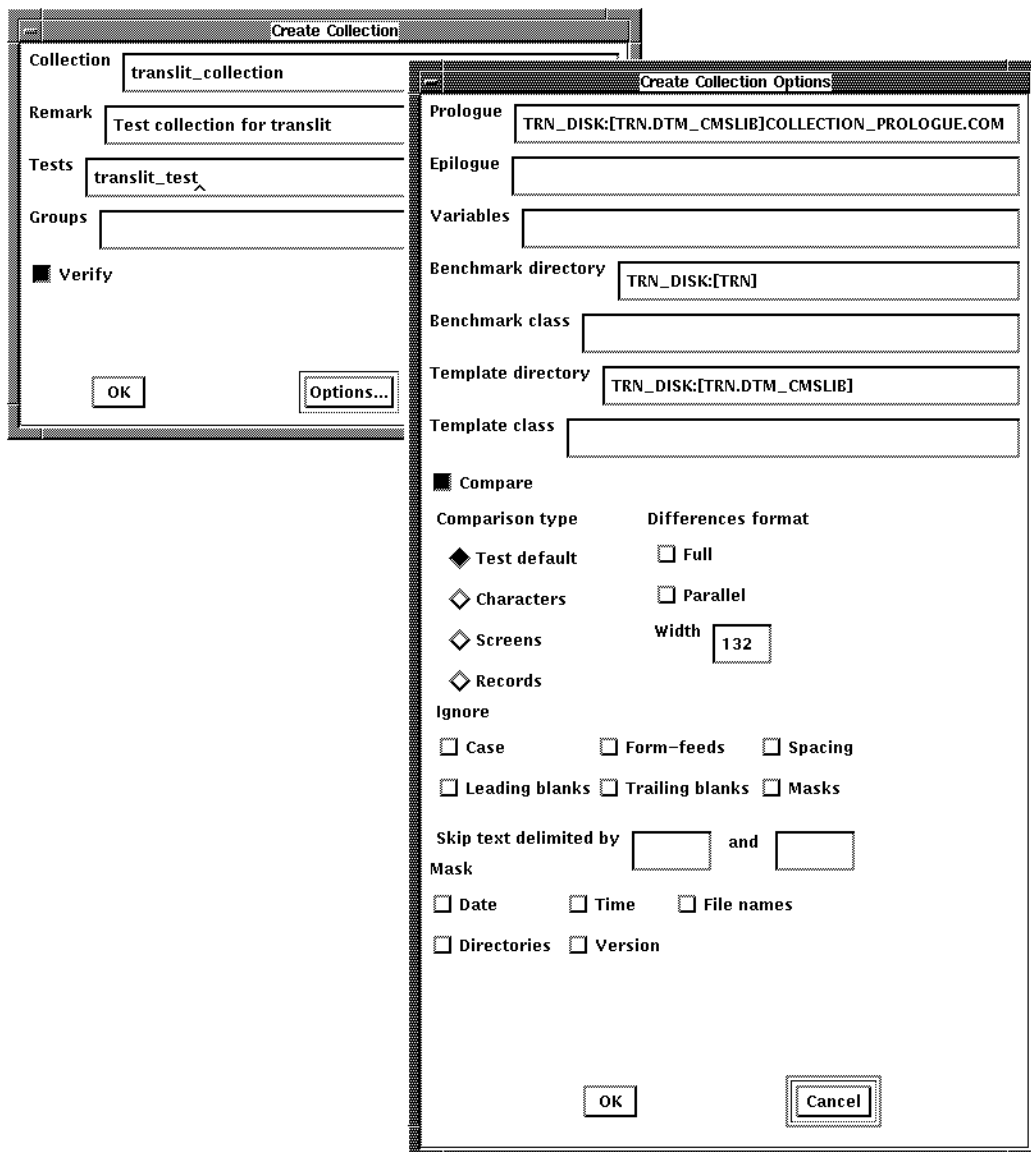 Create Collection
Collection translit_collection
Remark Test collection for translit
Tests translit_test
Groups
Verify
OK Options...
Create Collection Options
Prologue TRN_DISK:[TRN.DTM_CMSLIB]COLLECTION_PROLOGUE.COM
Epilogue
Variables
Benchmark directory TRN_DISK:[TRN]
Benchmark class
Template directory TRN_DISK:[TRN.DTM_CMSLIB]
Template class
Compare
Comparison type Differences format
Test default Full
Characters Parallel
Screens Width 132
Records
Ignore
Case Form-feeds Spacing
Leading blanks Trailing blanks Masks
Skip text delimited by and
Mask
Date Time File names
Directories Version
OK Cancel